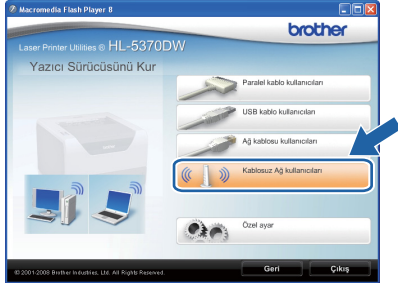 Macromedia Flash Player 8
brother
Laser Printer Utilities ® HL-5370DW
Yazıcı Sürücüsünü Kur
Paralel kablo kullanıcıları
USB kablo kullanıcıları
Ağ kablosu kullanıcıları
Kablosuz Ağ kullanıcıları
Özel ayar
© 2001-2008 Brother Industries, Ltd. All Rights Reserved.
Geri
Çıkış